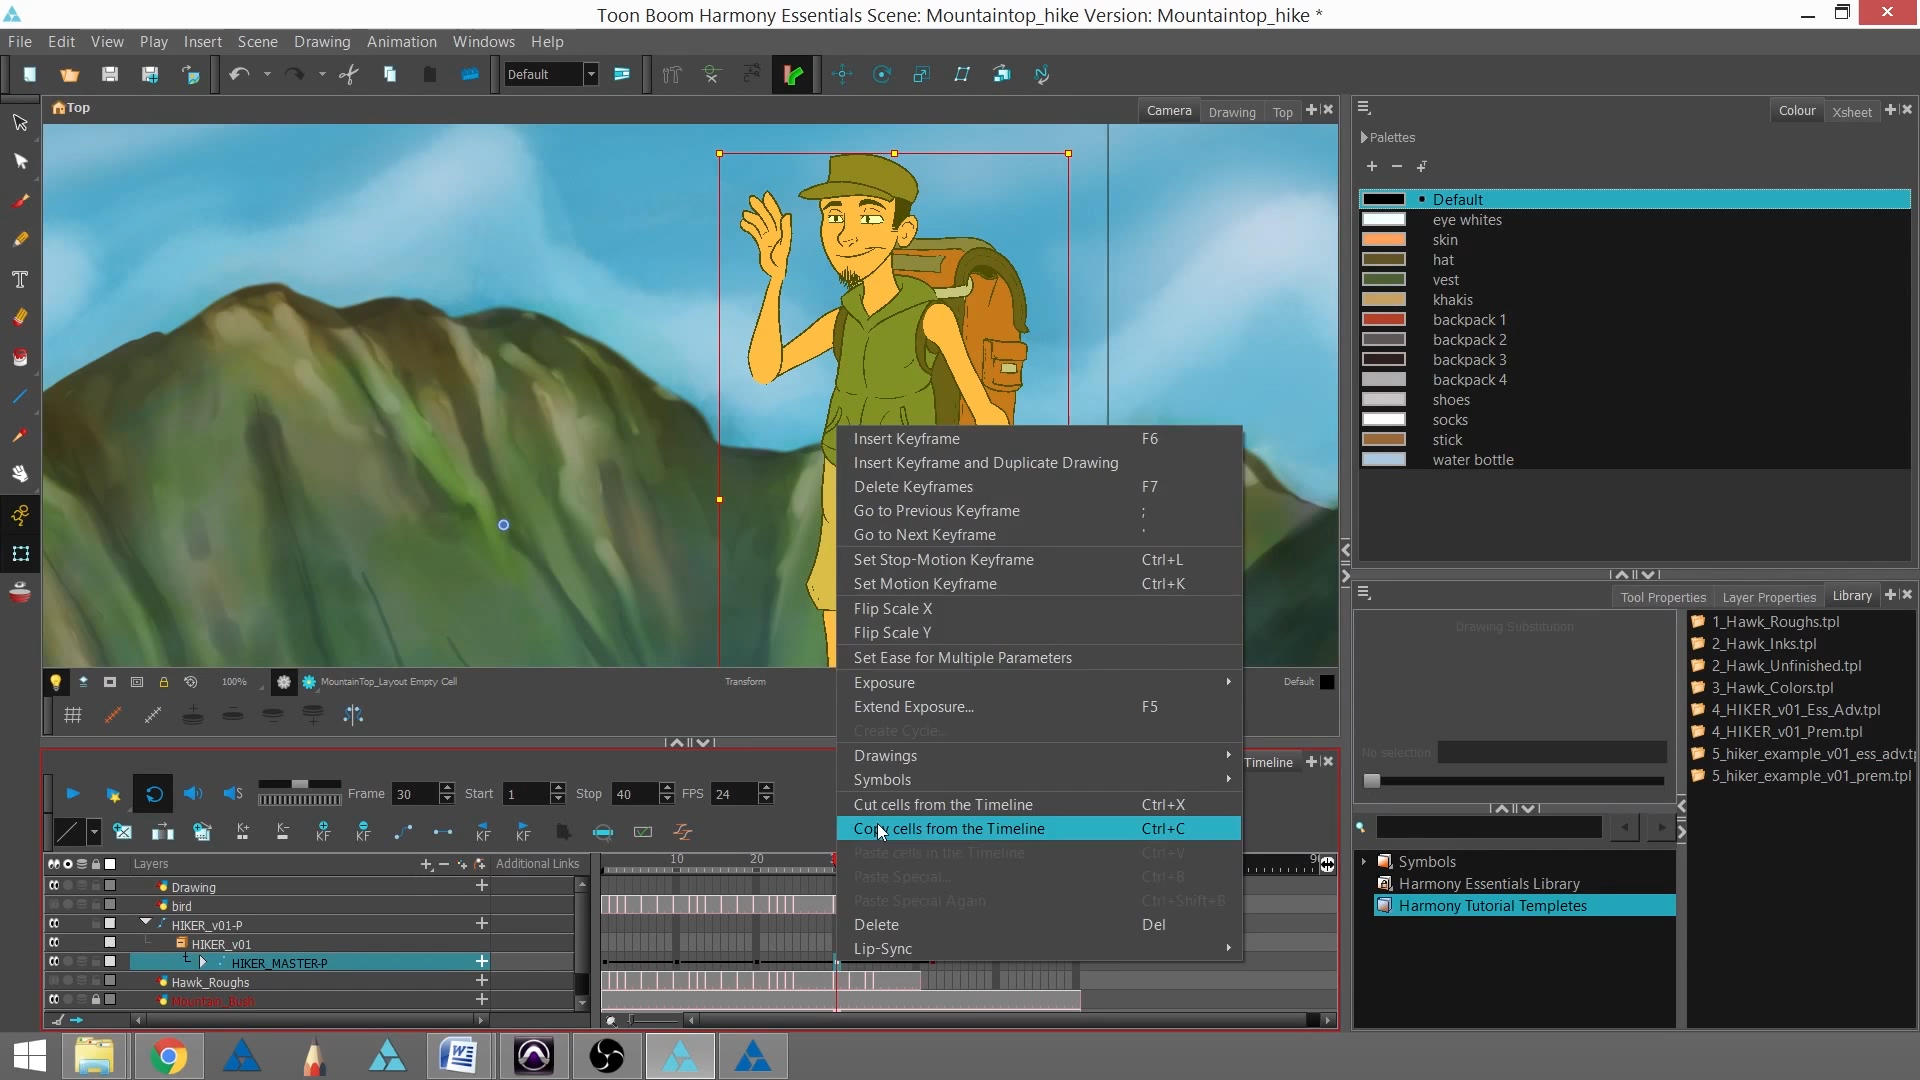 Toon Boom Harmony Essentials Scene: Mountaintop_hike Version: Mountaintop_hike *
File Edit View Play Insert Scene Drawing Animation Windows Help
Default
Top
Camera Drawing Top
Colour Xsheet
Palettes
Default
eye whites
skin
hat
vest
khakis
backpack 1
backpack 2
backpack 3
backpack 4
shoes
socks
stick
water bottle
Insert Keyframe F6
Insert Keyframe and Duplicate Drawing
Delete Keyframes F7
Go to Previous Keyframe ;
Go to Next Keyframe '
Set Stop-Motion Keyframe Ctrl+L
Set Motion Keyframe Ctrl+K
Flip Scale X
Flip Scale Y
Set Ease for Multiple Parameters
Exposure
Extend Exposure... F5
Create Cycle...
Drawings
Symbols
Cut cells from the Timeline Ctrl+X
Copy cells from the Timeline Ctrl+C
Paste cells in the Timeline Ctrl+V
Paste Special... Ctrl+B
Paste Special Again Ctrl+Shift+B
Delete Del
Lip-Sync
100% MountainTop_Layout Empty Cell Transform Default
Timeline
Frame 30 Start 1 Stop 40 FPS 24
Layers Additional Links 10 20
Drawing
bird
HIKER_v01-P
HIKER_v01
HIKER_MASTER-P
Hawk_Roughs
Mountain_Bush
Tool Properties Layer Properties Library
Drawing Substitution
No selection
1_Hawk_Roughs.tpl
2_Hawk_Inks.tpl
2_Hawk_Unfinished.tpl
3_Hawk_Colors.tpl
4_HIKER_v01_Ess_Adv.tpl
4_HIKER_v01_Prem.tpl
5_hiker_example_v01_ess_adv.t
5_hiker_example_v01_prem.tpl
Symbols
Harmony Essentials Library
Harmony Tutorial Templetes